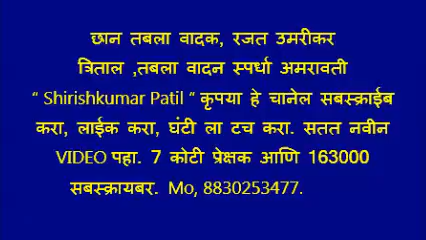 छान तबला वादक, रजत उमरीकर
त्रिताल ,तबला वादन स्पर्धा अमरावती
“ Shirishkumar Patil ” कृपया हे चानेल सबस्क्राईब
करा, लाईक करा, घंटी ला टच करा. सतत नवीन
VIDEO पहा. 7 कोटी प्रेक्षक आणि 163000
सबस्क्रायबर. Mo, 8830253477.